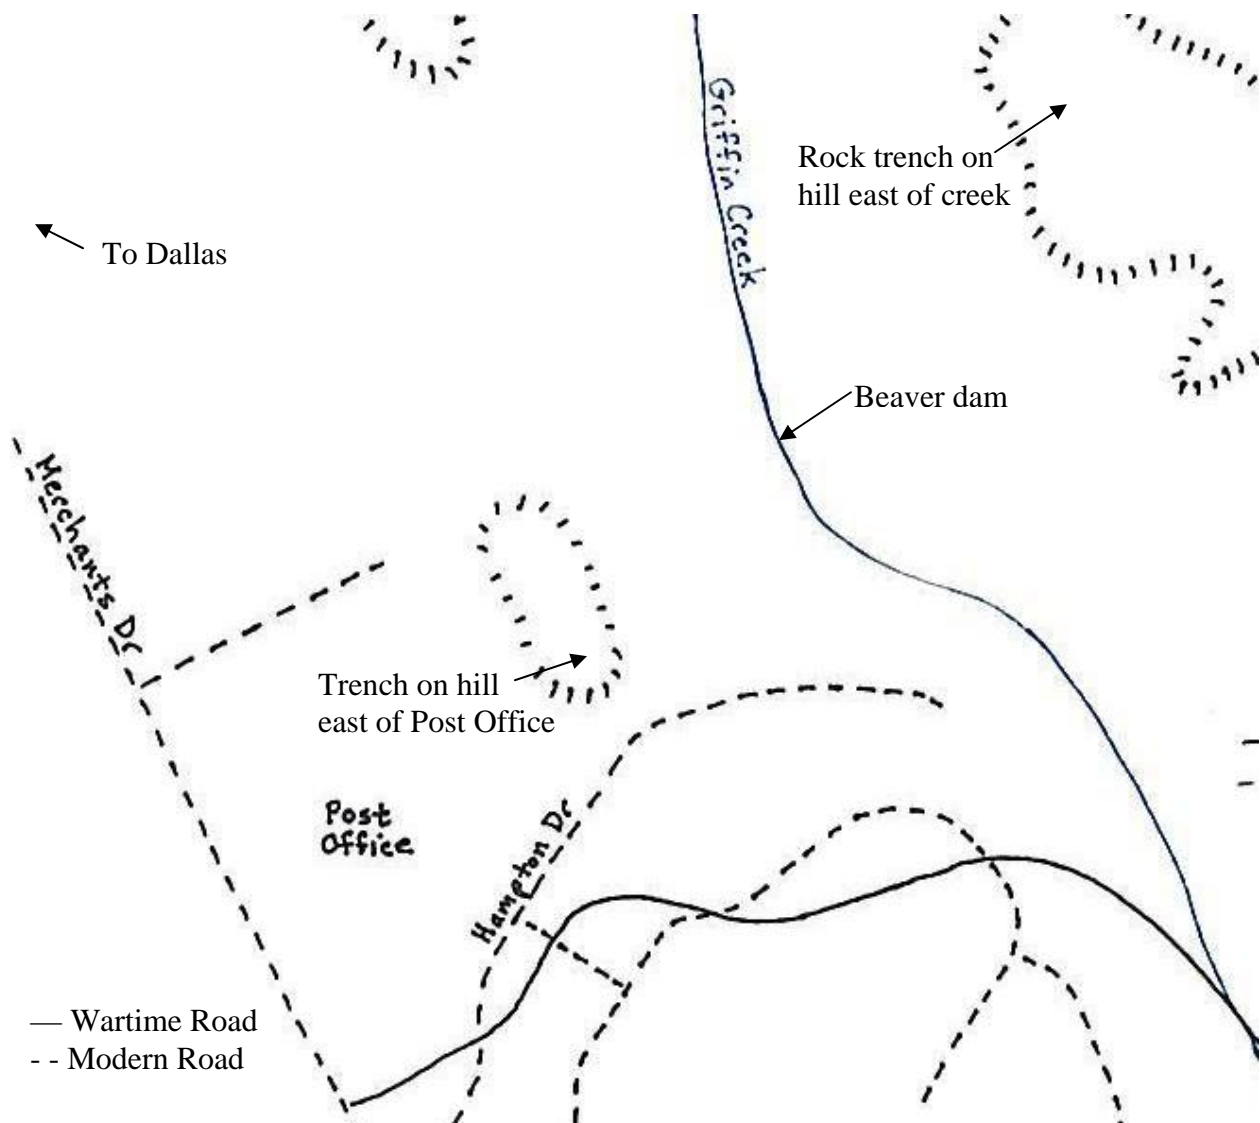 Griffin Creek
Rock trench on
hill east of creek
To Dallas
Beaver dam
Merchants Dr
Trench on hill
east of Post Office
Post
Office
Hampton Dr
— Wartime Road
- - Modern Road